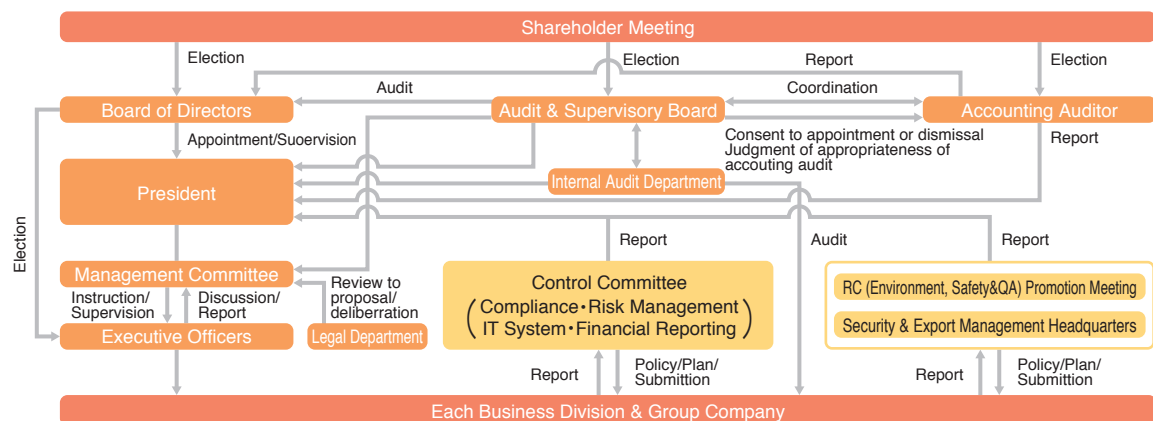 Shareholder Meeting
Election
Election
Report
Election
Audit
Coordination
Board of Directors
Audit & Supervisory Board
Accounting Auditor
Appointment/Suoervision
Consent to appointment or dismissal
Judgment of appropriateness of
accouting audit
Report
President
Internal Audit Department
Election
Report
Audit
Report
Management Committee
Instruction/
Supervision
Discussion/
Report
Review to
proposal/
deliberration
Control Committee
Compliance・Risk Management
IT System・Financial Reporting
RC (Environment, Safety&QA) Promotion Meeting
Security & Export Management Headquarters
Executive Officers
Legal Department
Report
Policy/Plan/
Submittion
Report
Policy/Plan/
Submittion
Each Business Division & Group Company